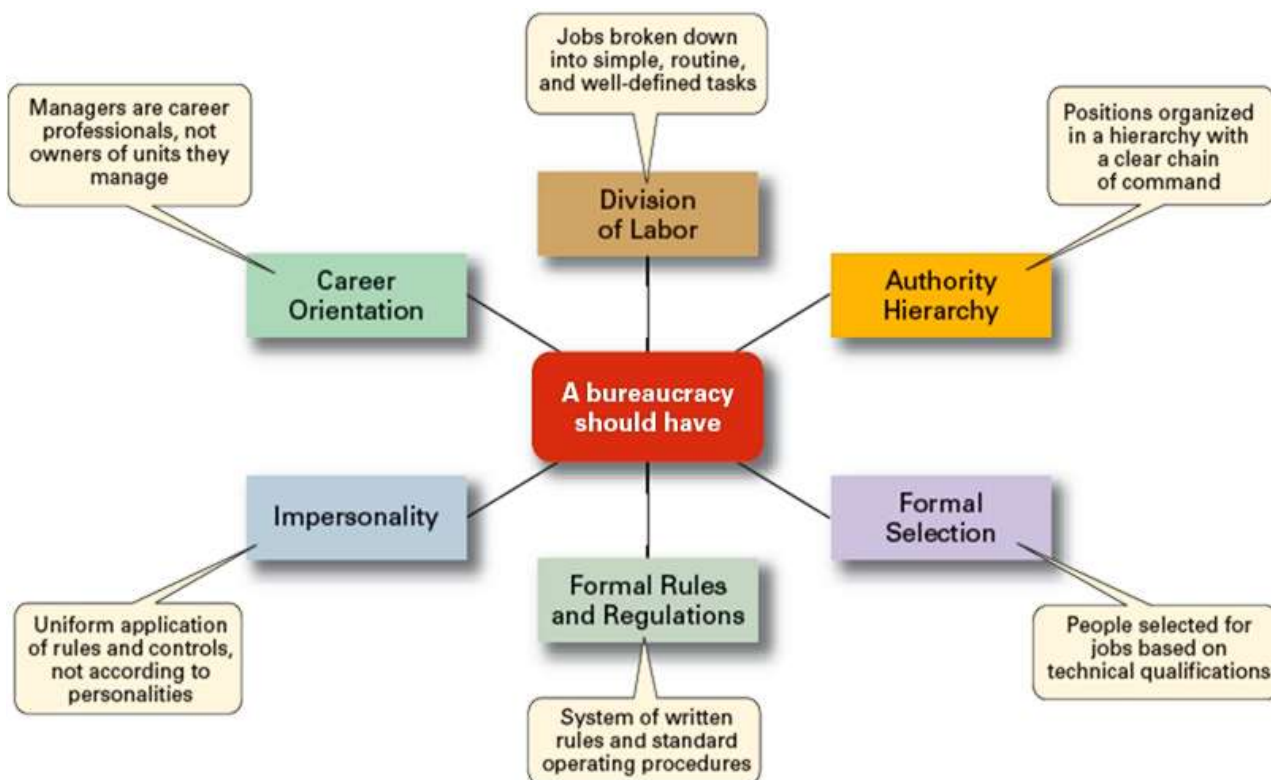 Jobs broken down
into simple, routine,
and well-defined tasks
Managers are career
professionals, not
owners of units they
manage
Positions organized
in a hierarchy with
a clear chain
of command
Division
of Labor
Career
Orientation
Authority
Hierarchy
A bureaucracy
should have
Impersonality
Formal
Selection
Formal Rules
and Regulations
Uniform application
of rules and controls,
not according to
personalities
People selected for
jobs based on
technical qualifications
System of written
rules and standard
operating procedures